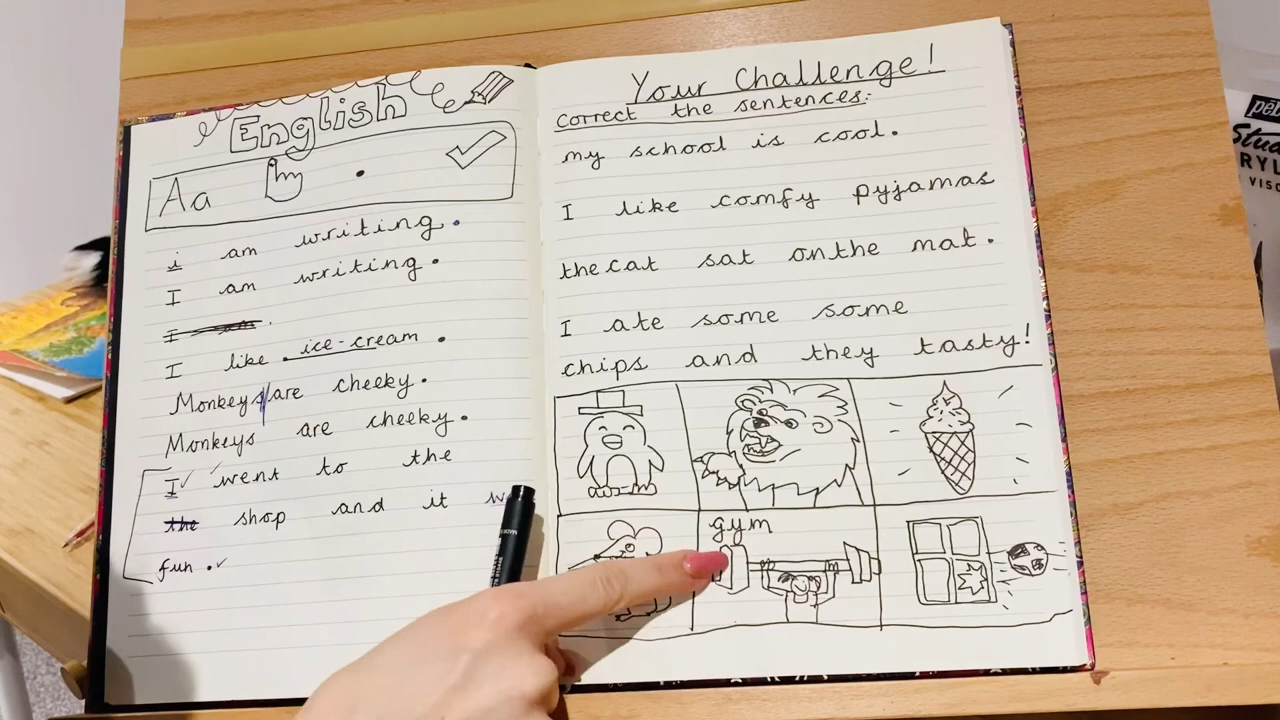 English
Aa .
i am writing.
I am writing.
I like ice-cream.
Monkeys are cheeky.
Monkeys are cheeky.
I went to the
the shop and it
fun.
Your Challenge!
correct the sentences:
my school is cool.
I like comfy pyjamas
thecat sat onthe mat.
I ate some some
chips and they tasty!
gym